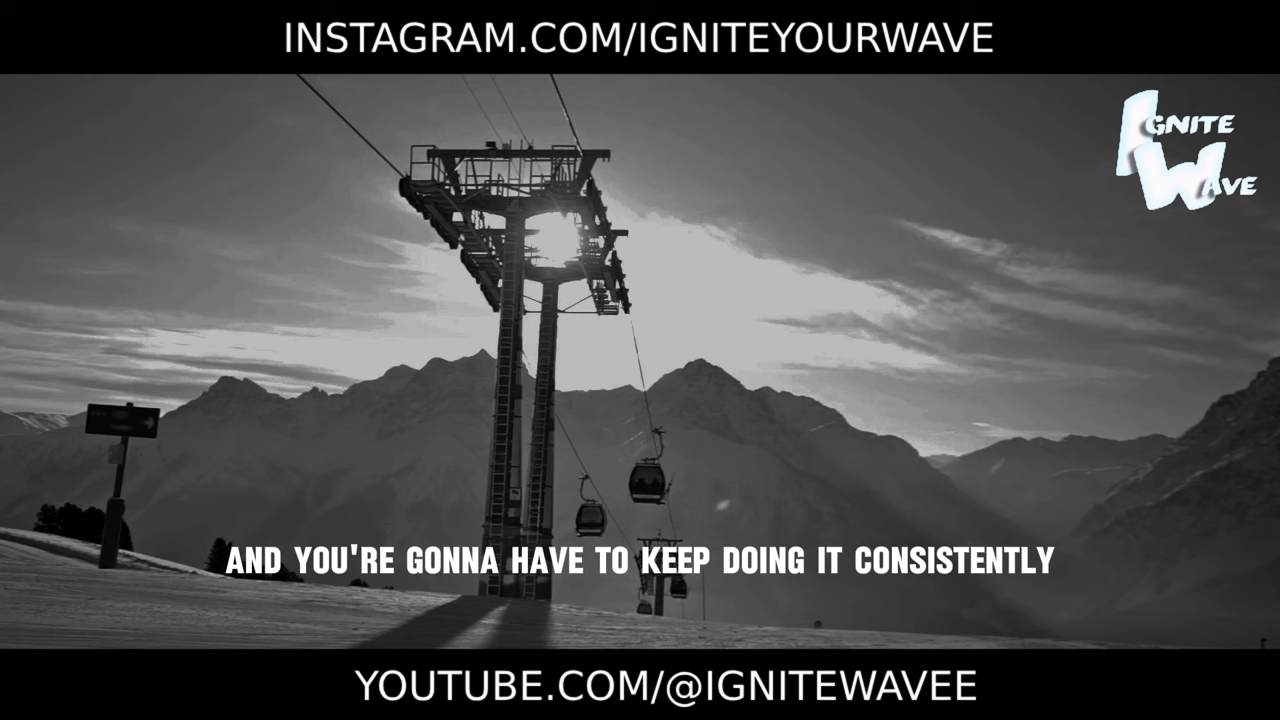 INSTAGRAM.COM/IGNITEYOURWAVE
IGNITE
WAVE
AND YOU'RE GONNA HAVE TO KEEP DOING IT CONSISTENTLY
YOUTUBE.COM/@IGNITEWAVEE